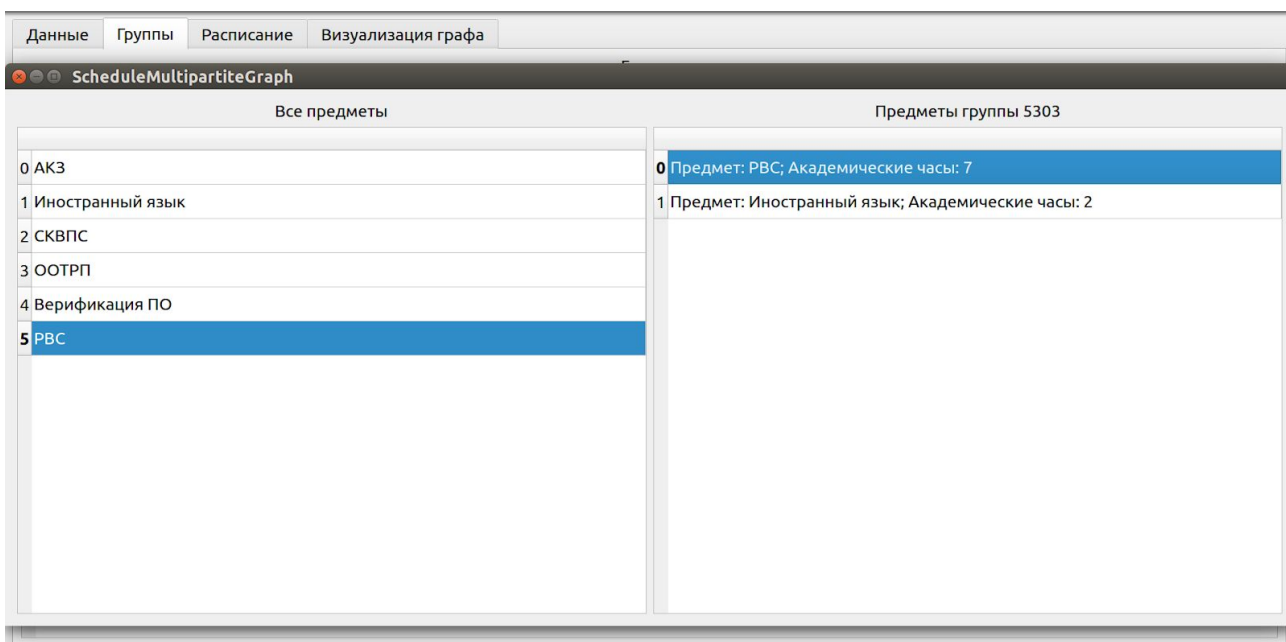 Данные Группы Расписание Визуализация графа
ScheduleMultipartiteGraph
Все предметы
Предметы группы 5303
0 АКЗ
1 Иностранный язык
2 СКВПС
3 ООТРП
4 Верификация ПО
5 РВС
0 Предмет: РВС; Академические часы: 7
1 Предмет: Иностранный язык; Академические часы: 2